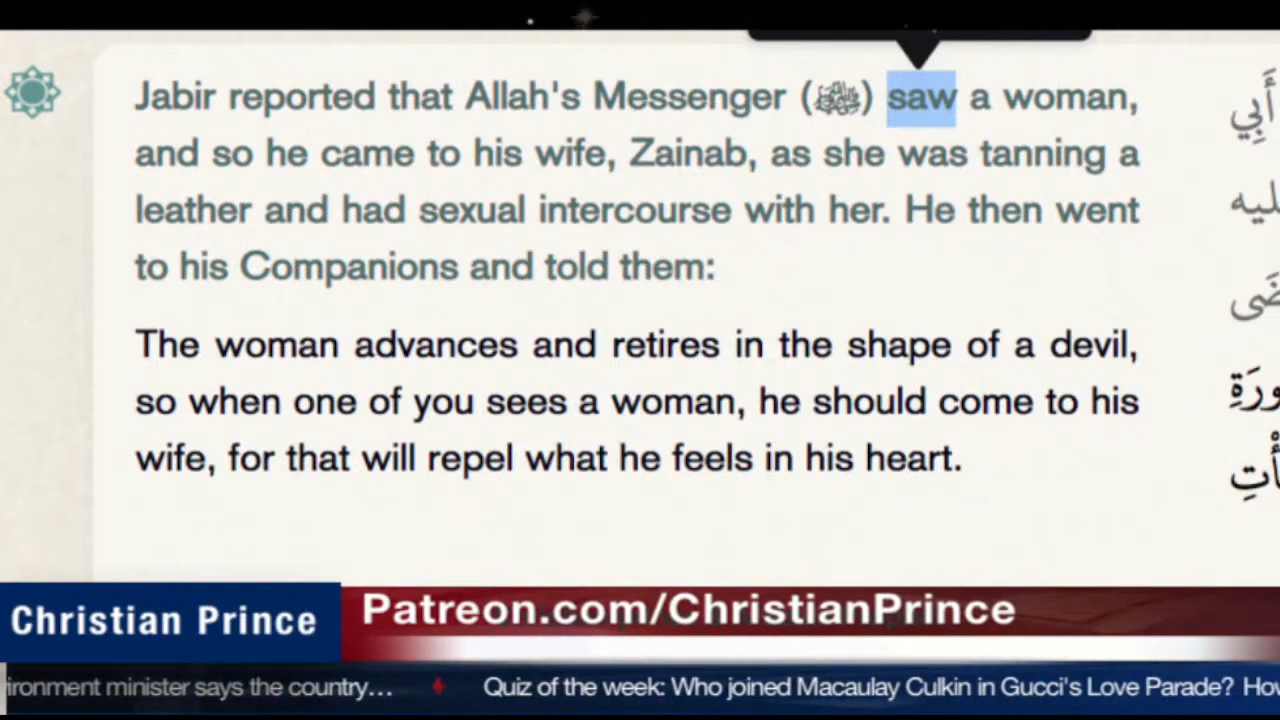 Jabir reported that Allah's Messenger (ﷺ) saw a woman,
and so he came to his wife, Zainab, as she was tanning a
leather and had sexual intercourse with her. He then went
to his Companions and told them:
The woman advances and retires in the shape of a devil,
so when one of you sees a woman, he should come to his
wife, for that will repel what he feels in his heart.
Christian Prince
Patreon.com/ChristianPrince
ironment minister says the country... Quiz of the week: Who joined Macaulay Culkin in Gucci's Love Parade? How